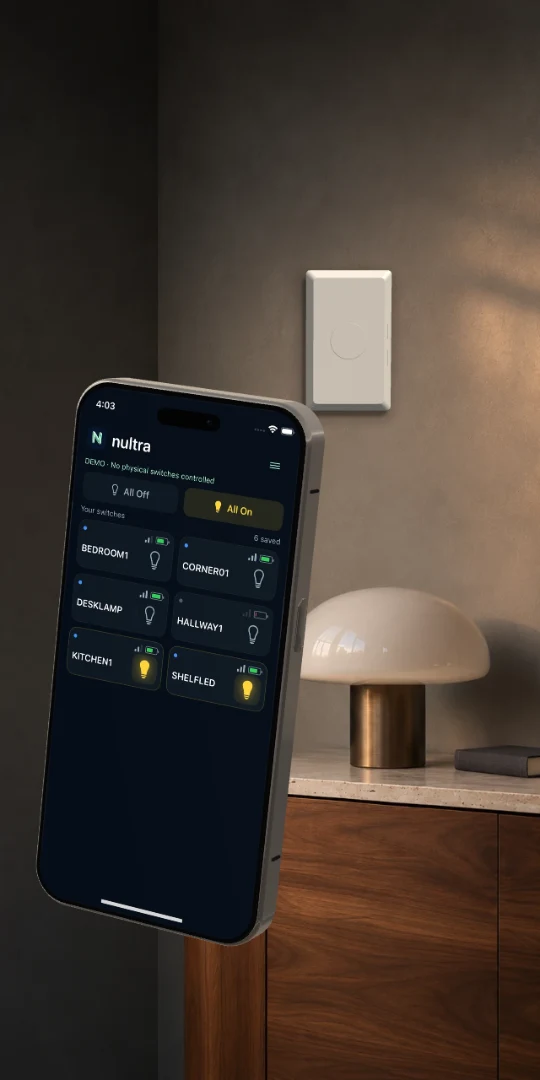 4:03
N nultra
DEMO · No physical switches controlled
All Off
All On
Your switches
6 saved
BEDROOM1
CORNER01
DESKLAMP
HALLWAY1
KITCHEN1
SHELFLED